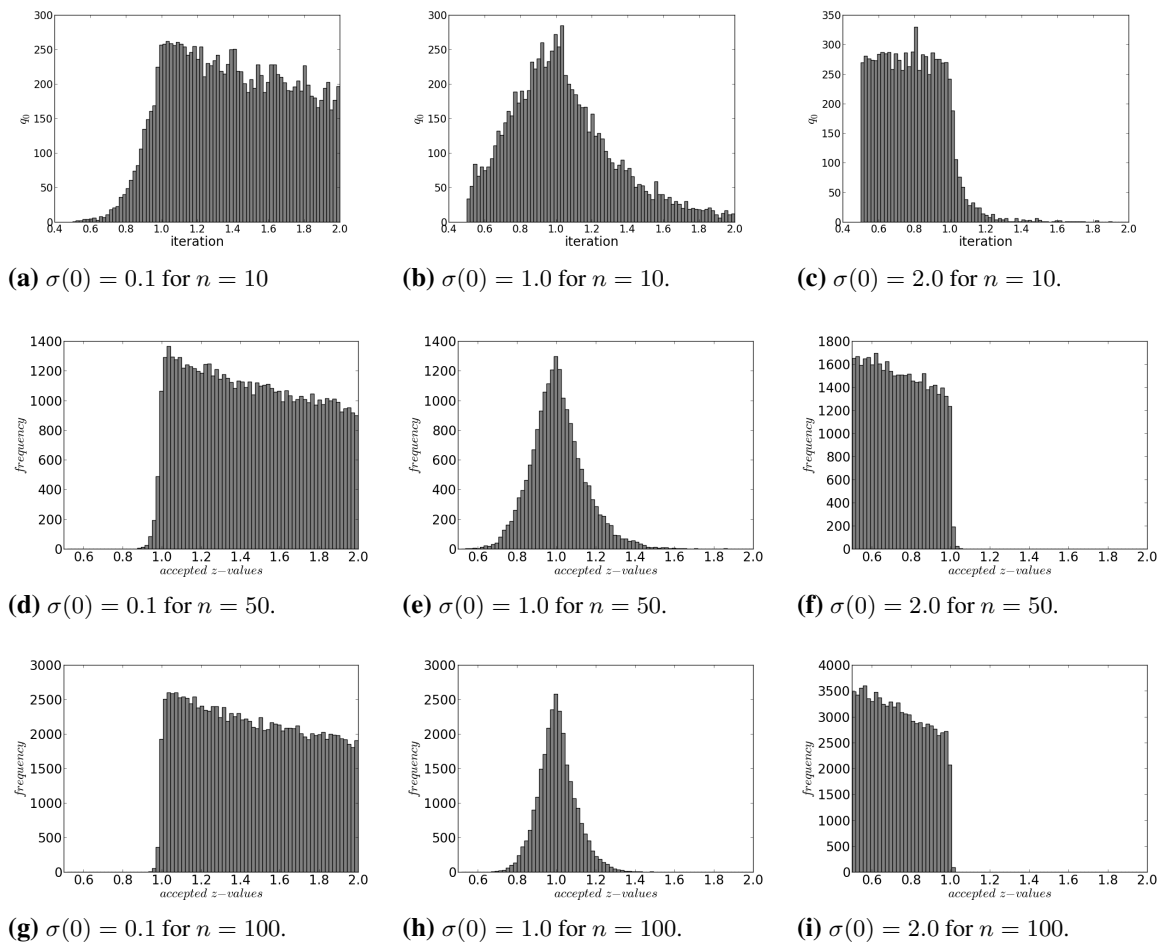 300
250
200
150
100
50
0
q₀
0.4 0.6 0.8 1.0 1.2 1.4 1.6 1.8 2.0
iteration
(a) σ(0) = 0.1 for n = 10
300
250
200
150
100
50
0
q₀
0.4 0.6 0.8 1.0 1.2 1.4 1.6 1.8 2.0
iteration
(b) σ(0) = 1.0 for n = 10.
350
300
250
200
150
100
50
0
q₀
0.4 0.6 0.8 1.0 1.2 1.4 1.6 1.8 2.0
iteration
(c) σ(0) = 2.0 for n = 10.
1400
1200
1000
800
600
400
200
0
frequency
0.6 0.8 1.0 1.2 1.4 1.6 1.8 2.0
accepted z−values
(d) σ(0) = 0.1 for n = 50.
1400
1200
1000
800
600
400
200
0
frequency
0.6 0.8 1.0 1.2 1.4 1.6 1.8 2.0
accepted z−values
(e) σ(0) = 1.0 for n = 50.
1800
1600
1400
1200
1000
800
600
400
200
0
frequency
0.6 0.8 1.0 1.2 1.4 1.6 1.8 2.0
accepted z−values
(f) σ(0) = 2.0 for n = 50.
3000
2500
2000
1500
1000
500
0
frequency
0.6 0.8 1.0 1.2 1.4 1.6 1.8 2.0
accepted z−values
(g) σ(0) = 0.1 for n = 100.
3000
2500
2000
1500
1000
500
0
frequency
0.6 0.8 1.0 1.2 1.4 1.6 1.8 2.0
accepted z−values
(h) σ(0) = 1.0 for n = 100.
4000
3500
3000
2500
2000
1500
1000
500
0
frequency
0.6 0.8 1.0 1.2 1.4 1.6 1.8 2.0
accepted z−values
(i) σ(0) = 2.0 for n = 100.